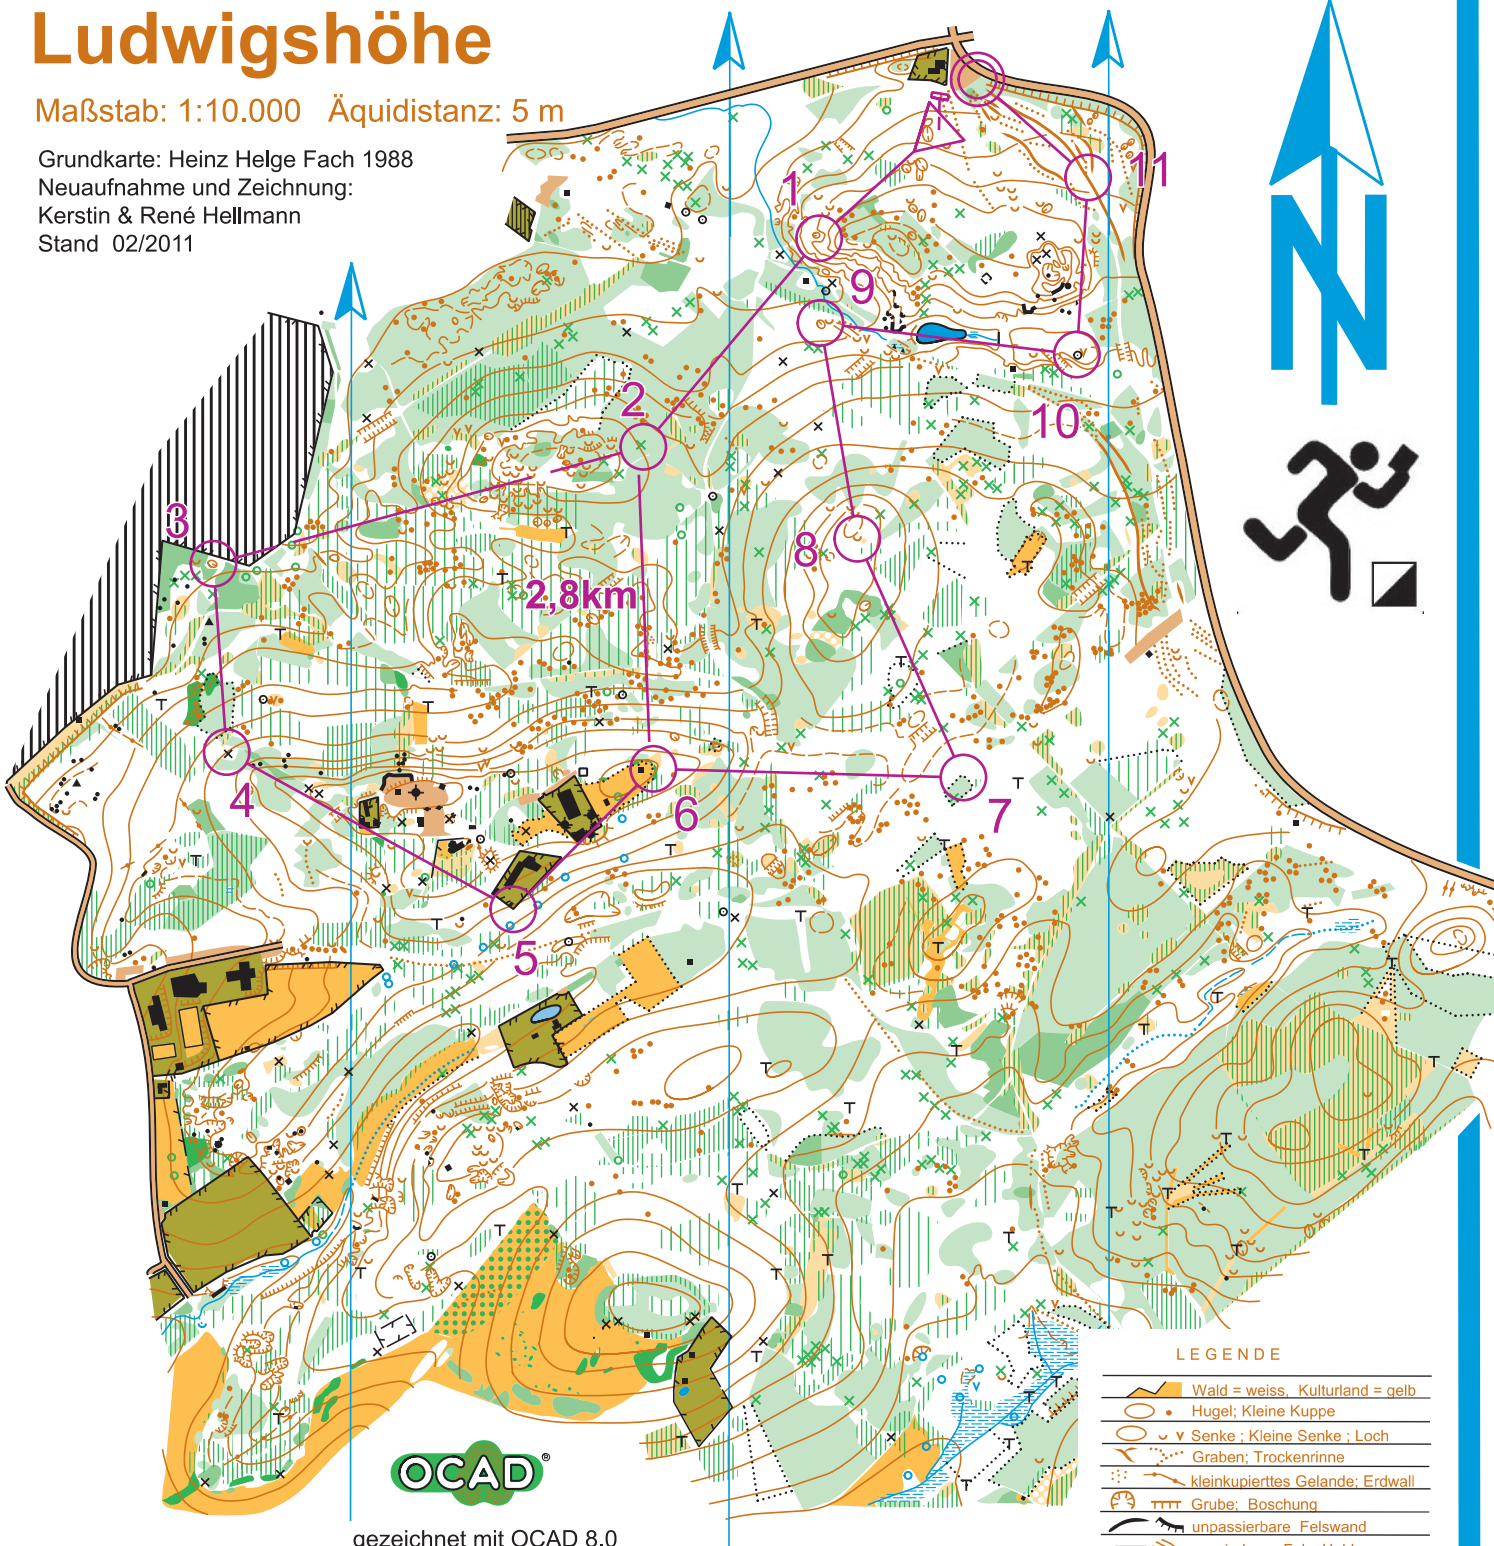 Ludwigshöhe
Maßstab: 1:10.000 Äquidistanz: 5 m
Grundkarte: Heinz Helge Fach 1988
Neuaufnahme und Zeichnung:
Kerstin & René Hellmann
Stand 02/2011
N
11
1
9
2
10
3
8
2,8km
4
6
7
5
LEGENDE
Wald = weiss, Kulturland = gelb
Hugel; Kleine Kuppe
Senke ; Kleine Senke ; Loch
Graben; Trockenrinne
kleinkupierttes Gelande; Erdwall
Grube; Boschung
unpassierbare Felswand
OCAD®
gezeichnet mit OCAD 8.0